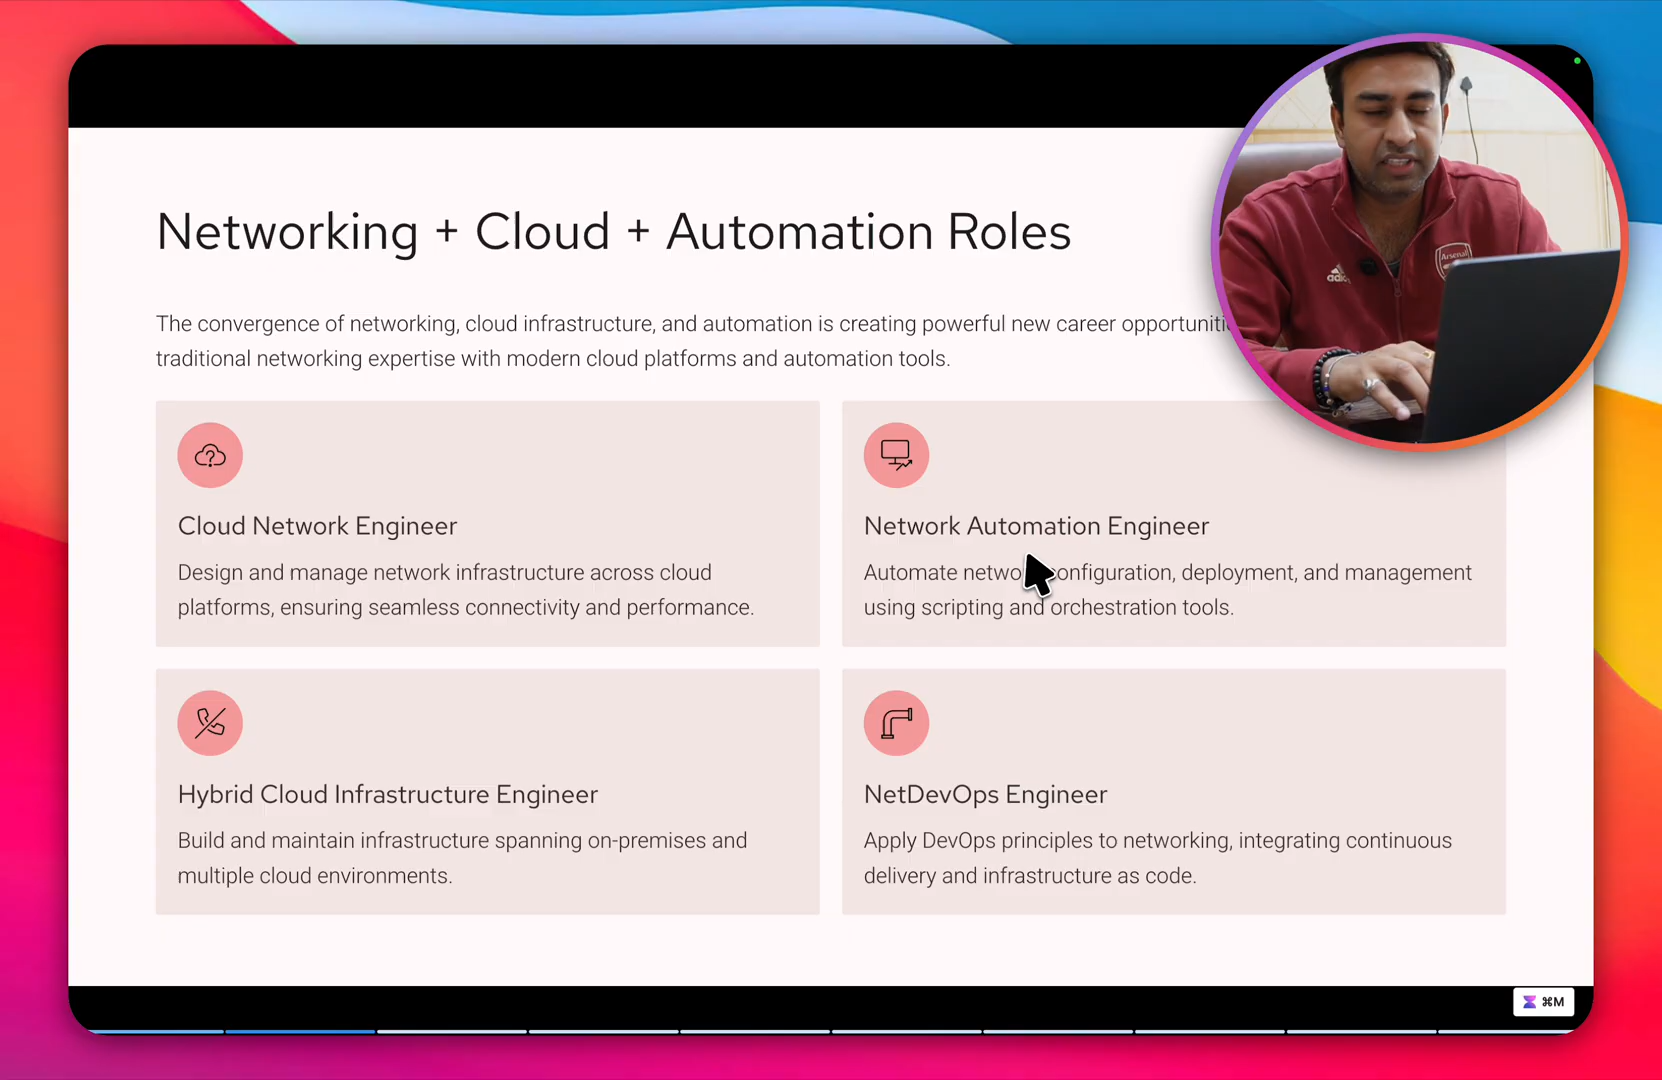 Networking + Cloud + Automation Roles
The convergence of networking, cloud infrastructure, and automation is creating powerful new career
traditional networking expertise with modern cloud platforms and automation tools.
Cloud Network Engineer
Design and manage network infrastructure across cloud
platforms, ensuring seamless connectivity and performance.
Network Automation Engineer
Automate configuration, deployment, and management
using scripting and orchestration tools.
Hybrid Cloud Infrastructure Engineer
Build and maintain infrastructure spanning on-premises and
multiple cloud environments.
NetDevOps Engineer
Apply DevOps principles to networking, integrating continuous
delivery and infrastructure as code.
Arsenal
⌘M